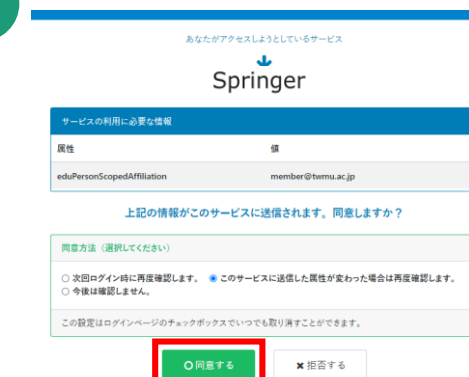 あなたがアクセスしようとしているサービス
Springer
サービスの利用に必要な情報
属性 値
eduPersonScopedAffiliation member@twmu.ac.jp
上記の情報がこのサービスに送信されます。同意しますか？
同意方法（選択してください）
次回ログイン時に再度確認します。 このサービスに送信した属性が変わった場合は再度確認します。
今後は確認しません。
この設定はログインページのチェックボックスでいつでも取り消すことができます。
同意する 拒否する